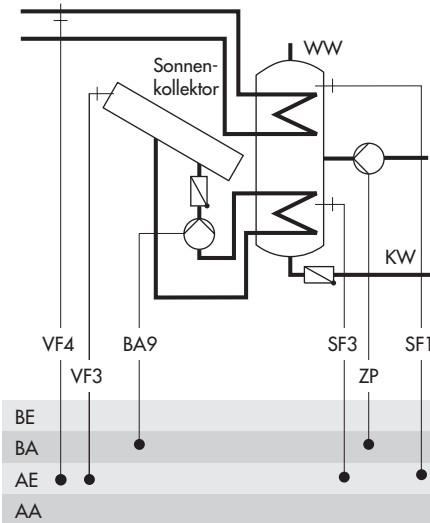 WW
Sonnen-
kollektor
KW
VF4
BA9
SF3
SF1
VF3
ZP
BE
BA
AE
AA